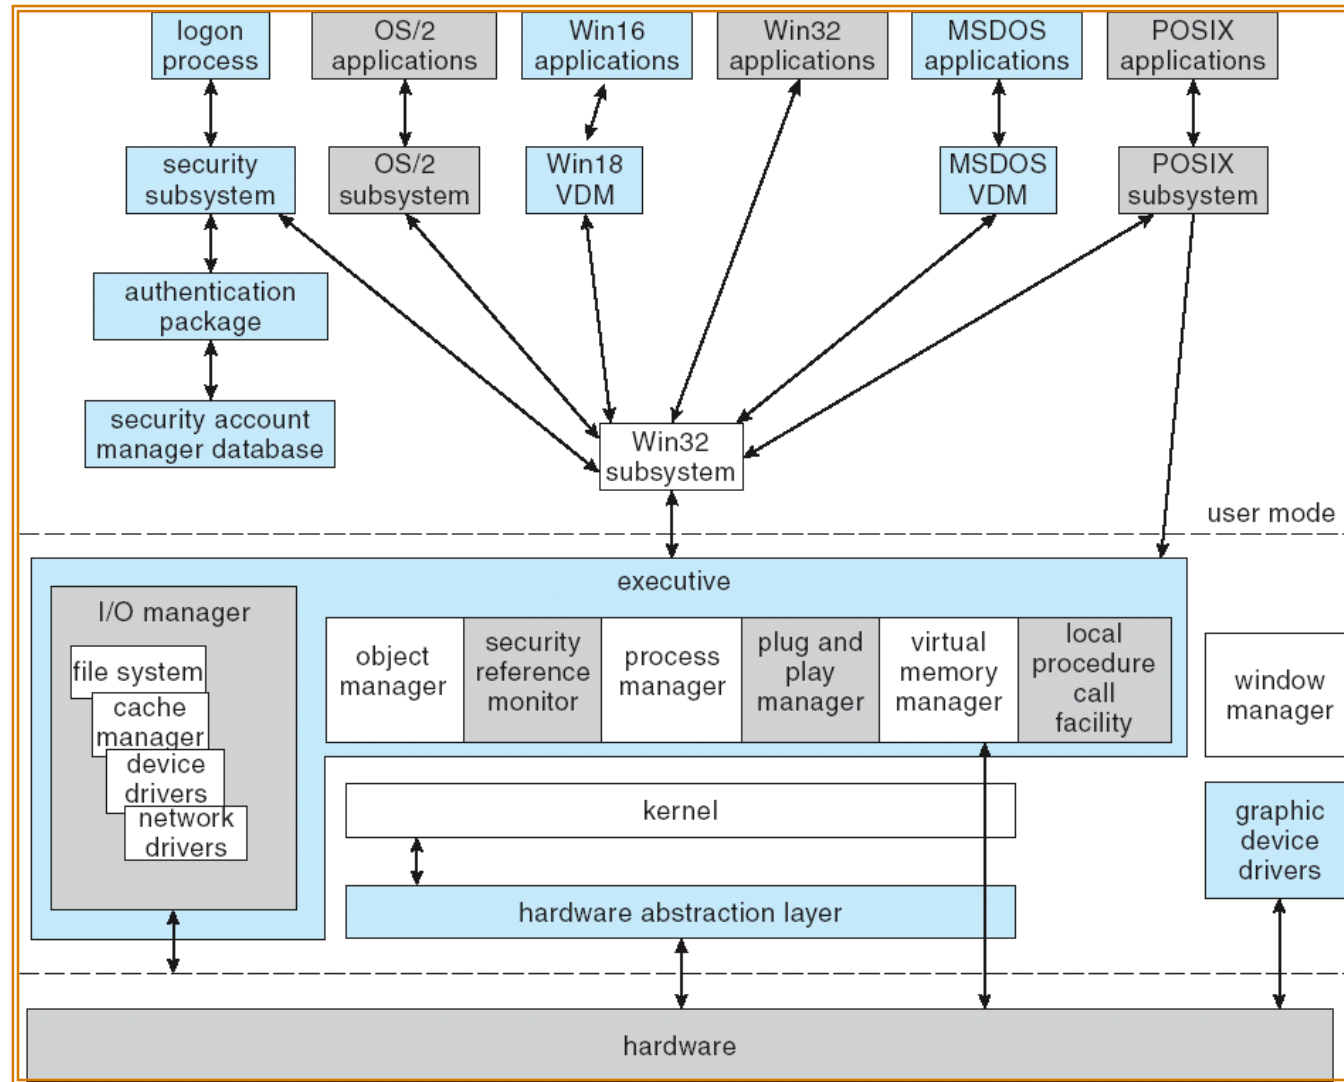 logon
process
OS/2
applications
Win16
applications
Win32
applications
MSDOS
applications
POSIX
applications
security
subsystem
OS/2
subsystem
Win18
VDM
MSDOS
VDM
POSIX
subsystem
authentication
package
security account
manager database
Win32
subsystem
user mode
executive
I/O manager
file system
cache
manager
device
drivers
network
drivers
object
manager
security
reference
monitor
process
manager
plug and
play
manager
virtual
memory
manager
local
procedure
call
facility
window
manager
kernel
graphic
device
drivers
hardware abstraction layer
hardware